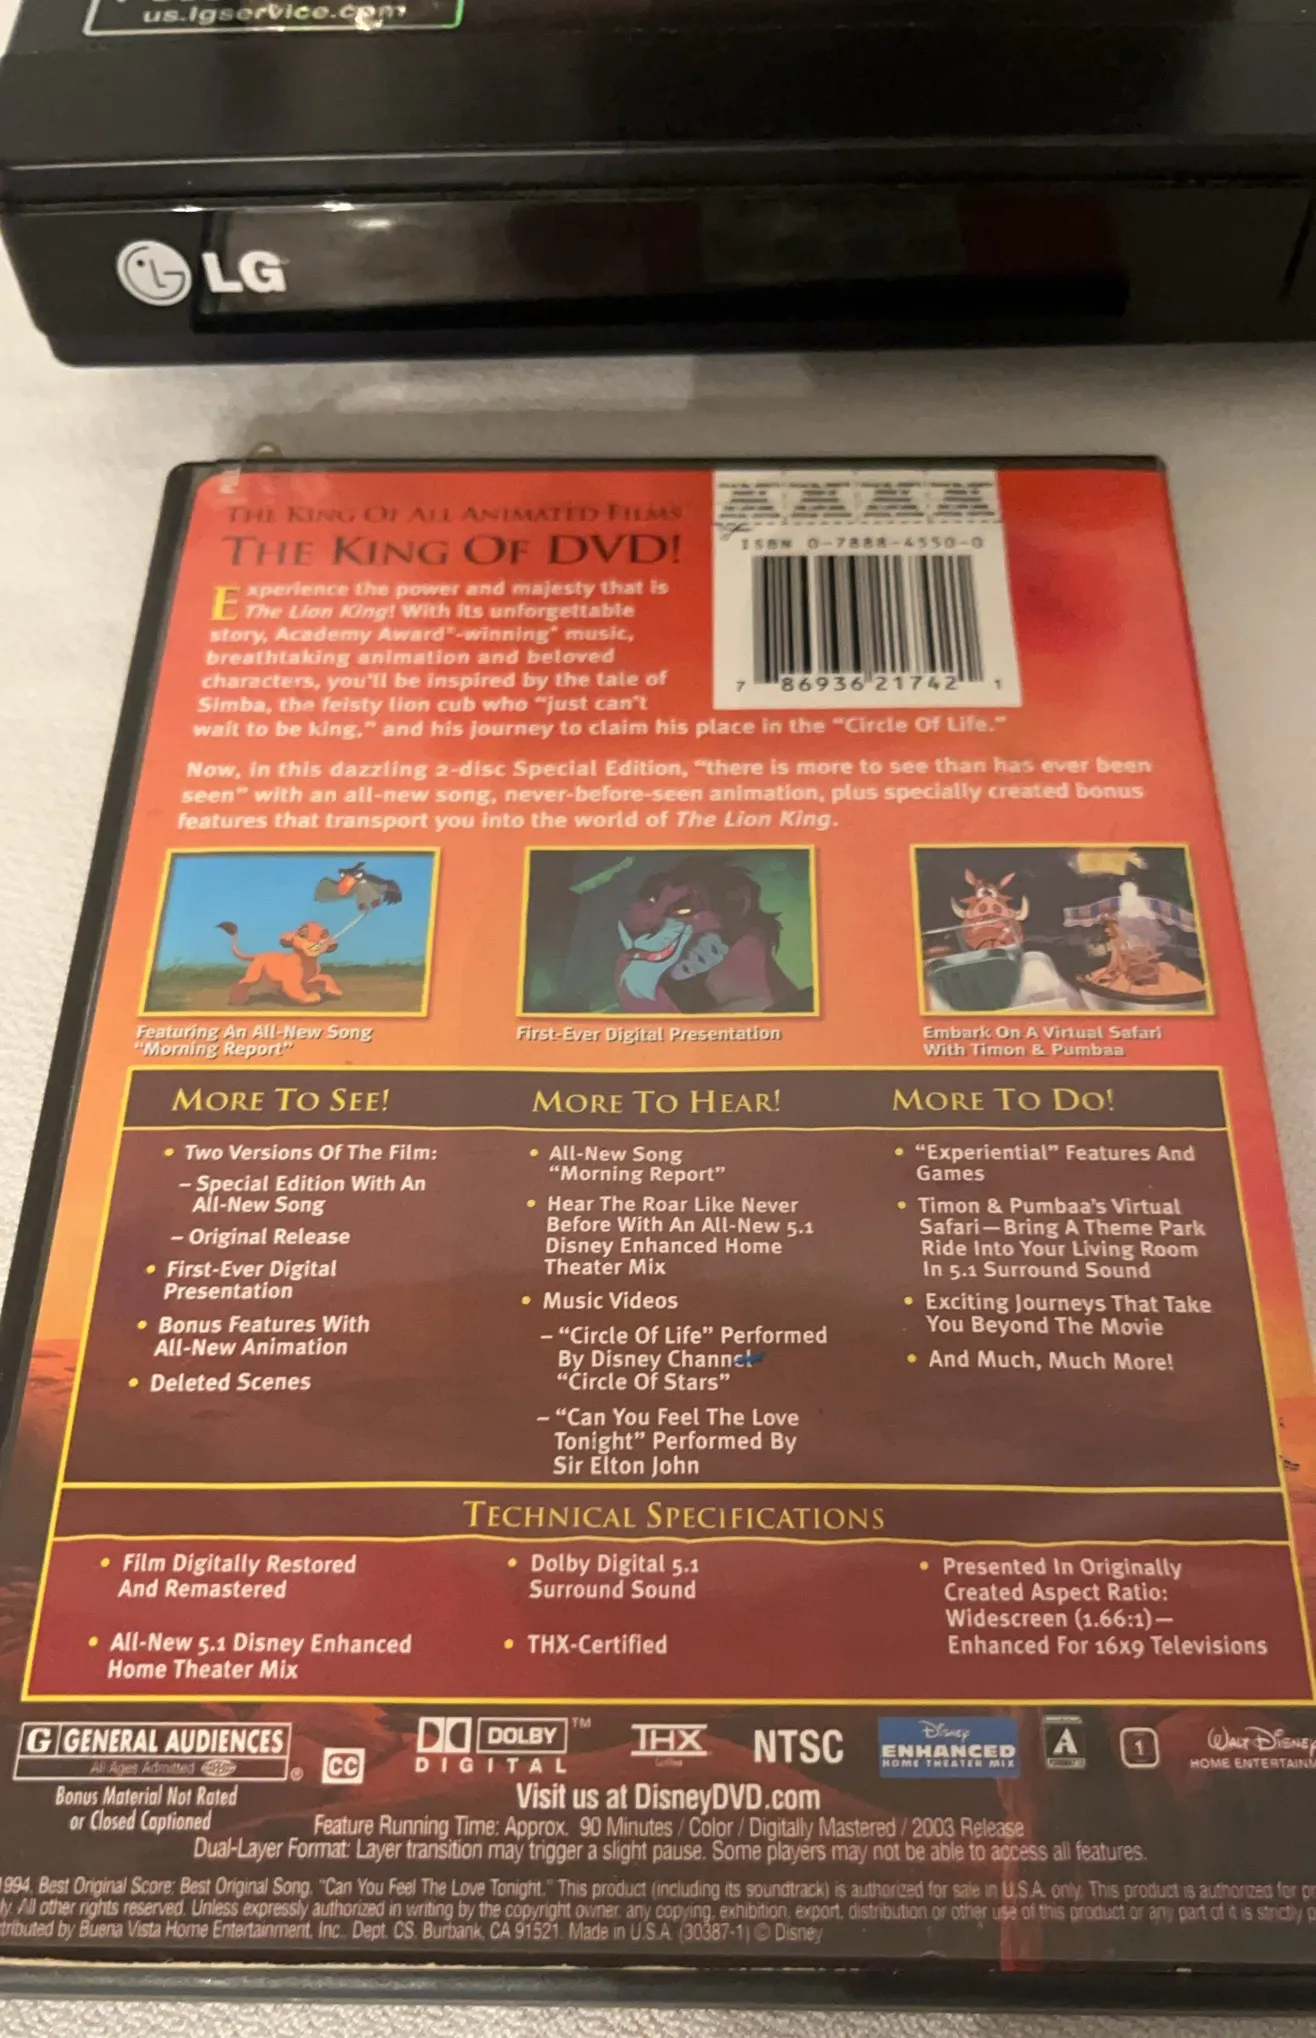 us.lgservice.com
LG
THE KING OF ALL ANIMATED FILMS
THE KING OF DVD!
Experience the power and majesty that is
The Lion King! With its unforgettable
story, Academy Award®-winning* music,
breathtaking animation and beloved
characters, you'll be inspired by the tale of
Simba, the feisty lion cub who "just can't
wait to be king," and his journey to claim his place in the "Circle Of Life."
ISBN 0-7888-4550-0
7 86936 21742 1
Now, in this dazzling 2-disc Special Edition, "there is more to see than has ever been
seen" with an all-new song, never-before-seen animation, plus specially created bonus
features that transport you into the world of The Lion King.
Featuring An All-New Song
"Morning Report"
First-Ever Digital Presentation
Embark On A Virtual Safari
With Timon & Pumbaa
MORE TO SEE!
• Two Versions Of The Film:
– Special Edition With An
All-New Song
– Original Release
• First-Ever Digital
Presentation
• Bonus Features With
All-New Animation
• Deleted Scenes
MORE TO HEAR!
• All-New Song
"Morning Report"
• Hear The Roar Like Never
Before With An All-New 5.1
Disney Enhanced Home
Theater Mix
• Music Videos
– "Circle Of Life" Performed
By Disney Channel
"Circle Of Stars"
– "Can You Feel The Love
Tonight" Performed By
Sir Elton John
MORE TO DO!
• "Experiential" Features And
Games
• Timon & Pumbaa's Virtual
Safari—Bring A Theme Park
Ride Into Your Living Room
In 5.1 Surround Sound
• Exciting Journeys That Take
You Beyond The Movie
• And Much, Much More!
TECHNICAL SPECIFICATIONS
• Film Digitally Restored
And Remastered
• All-New 5.1 Disney Enhanced
Home Theater Mix
• Dolby Digital 5.1
Surround Sound
• THX-Certified
• Presented In Originally
Created Aspect Ratio:
Widescreen (1.66:1)—
Enhanced For 16x9 Televisions
G GENERAL AUDIENCES
All Ages Admitted
®
Bonus Material Not Rated
or Closed Captioned
CC
DOLBY™
DIGITAL
THX
NTSC
Disney
ENHANCED
HOME THEATER MIX
A
1
WALT DISNEY
HOME ENTERTAINM
Visit us at DisneyDVD.com
Feature Running Time: Approx. 90 Minutes / Color / Digitally Mastered / 2003 Release
Dual-Layer Format: Layer transition may trigger a slight pause. Some players may not be able to access all features.
1994, Best Original Score; Best Original Song, "Can You Feel The Love Tonight." This product (including its soundtrack) is authorized for sale in U.S.A. only. This product is authorized for p
ly. All other rights reserved. Unless expressly authorized in writing by the copyright owner, any copying, exhibition, export, distribution or other use of this product or any part of it is strictly p
tributed by Buena Vista Home Entertainment, Inc., Dept. CS, Burbank, CA 91521. Made in U.S.A. (30387-1) © Disney